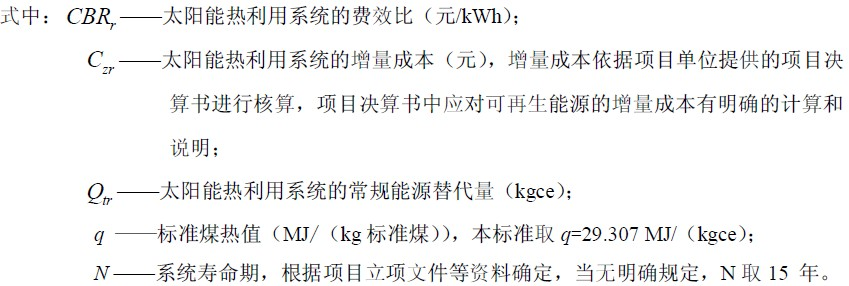 式中：CBRr——太阳能热利用系统的费效比（元/kWh）；
Czr——太阳能热利用系统的增量成本（元），增量成本依据项目单位提供的项目决
算书进行核算，项目决算书中应对可再生能源的增量成本有明确的计算和
说明；
Qtr——太阳能热利用系统的常规能源替代量（kgce）；
q ——标准煤热值（MJ/（kg 标准煤）），本标准取 q=29.307 MJ/（kgce）；
N——系统寿命期，根据项目立项文件等资料确定，当无明确规定，N 取 15 年。